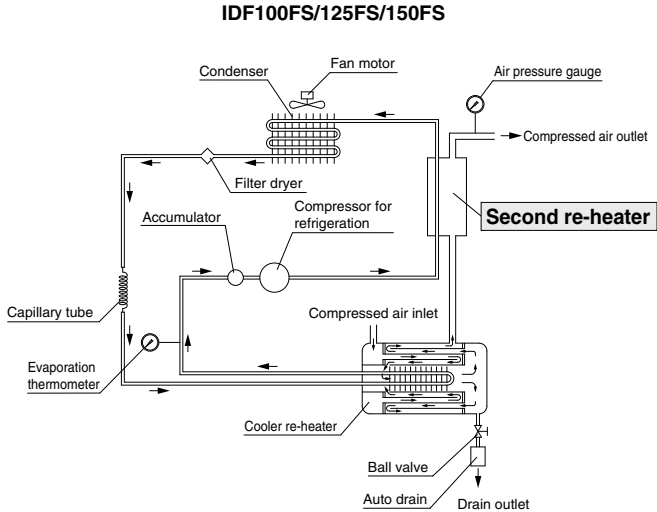 IDF100FS/125FS/150FS
Fan motor
Condenser
Air pressure gauge
Compressed air outlet
Filter dryer
Compressor for
refrigeration
Accumulator
Second re-heater
Capillary tube
Compressed air inlet
Evaporation
thermometer
Cooler re-heater
Ball valve
Auto drain
Drain outlet